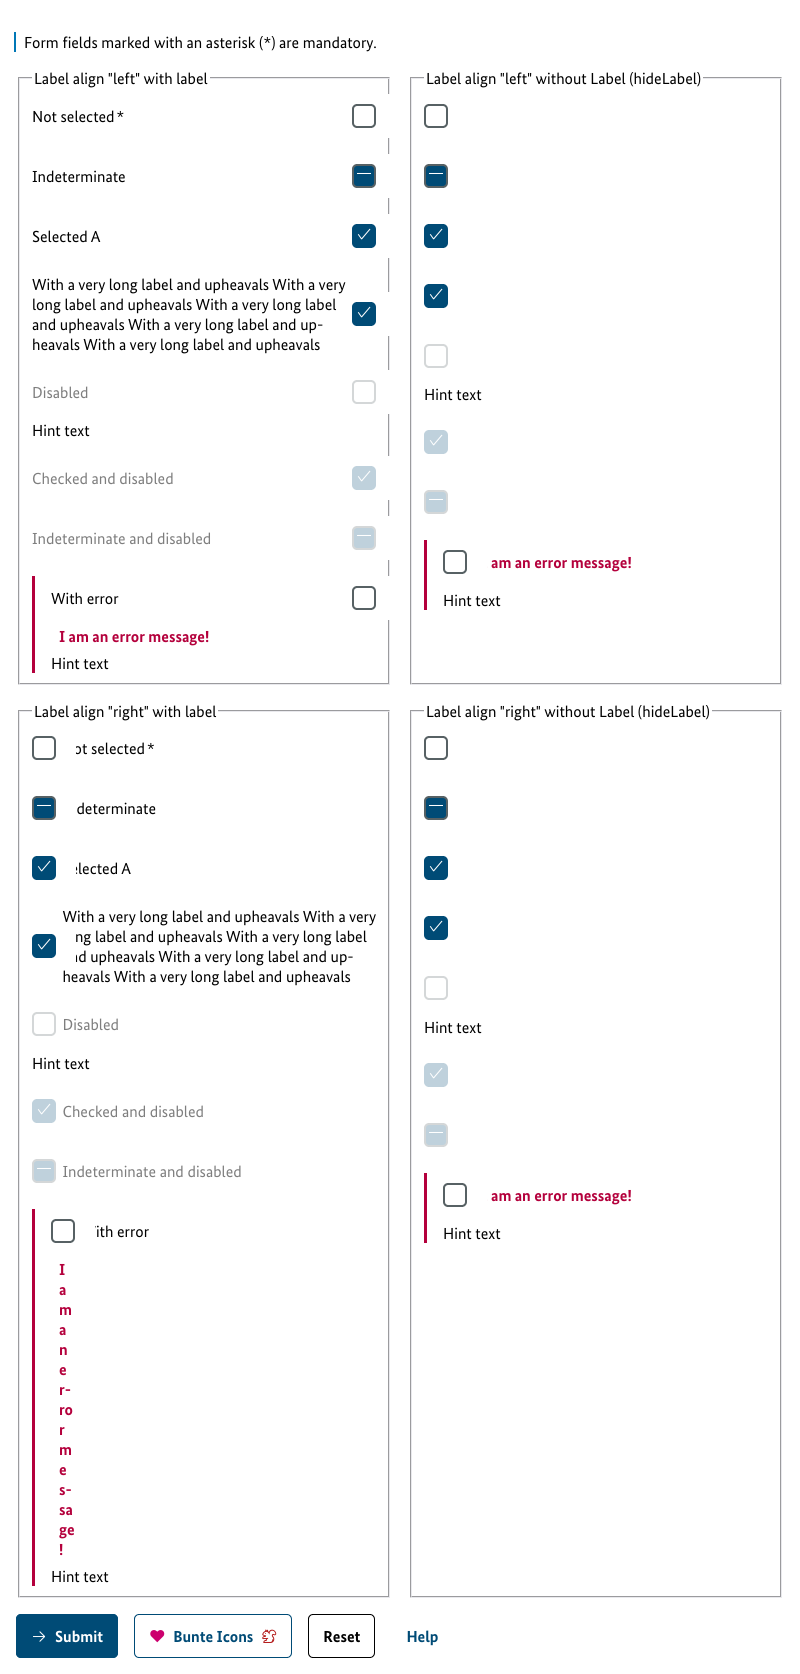 Form fields marked with an asterisk (*) are mandatory.
Label align "left" with label
Not selected *
Indeterminate
Selected A
With a very long label and upheavals With a very
long label and upheavals With a very long label
and upheavals With a very long label and up-
heavals With a very long label and upheavals
Disabled
Hint text
Checked and disabled
Indeterminate and disabled
With error
I am an error message!
Hint text
Label align "left" without Label (hideLabel)
Hint text
am an error message!
Hint text
Label align "right" with label
ot selected *
determinate
lected A
With a very long label and upheavals With a very
ng label and upheavals With a very long label
d upheavals With a very long label and up-
heavals With a very long label and upheavals
Disabled
Hint text
Checked and disabled
Indeterminate and disabled
ith error
I
a
m
a
n
e
r-
ro
r
m
e
s-
sa
ge
!
Hint text
Label align "right" without Label (hideLabel)
Hint text
am an error message!
Hint text
Submit
Bunte Icons
Reset
Help